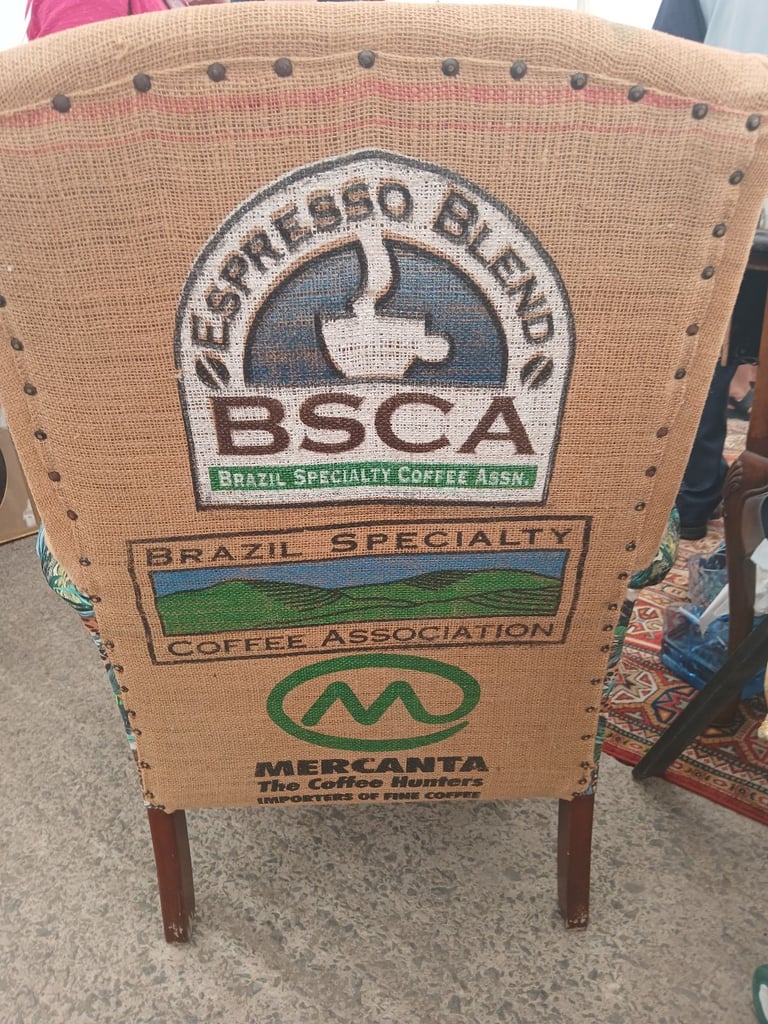 ESPRESSO BLEND
BSCA
BRAZIL SPECIALTY COFFEE ASSN.
BRAZIL SPECIALTY
COFFEE ASSOCIATION
M
MERCANTA
The Coffee Hunters
IMPORTERS OF FINE COFFEE